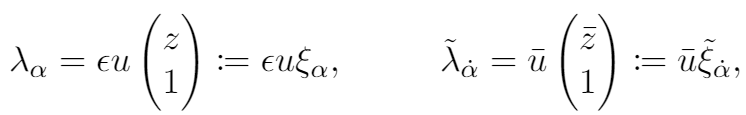 λ_α = ϵu (z 1) := ϵuξ_α, λ̃_α̇ = ū (z̄ 1) := ūξ̃_α̇,